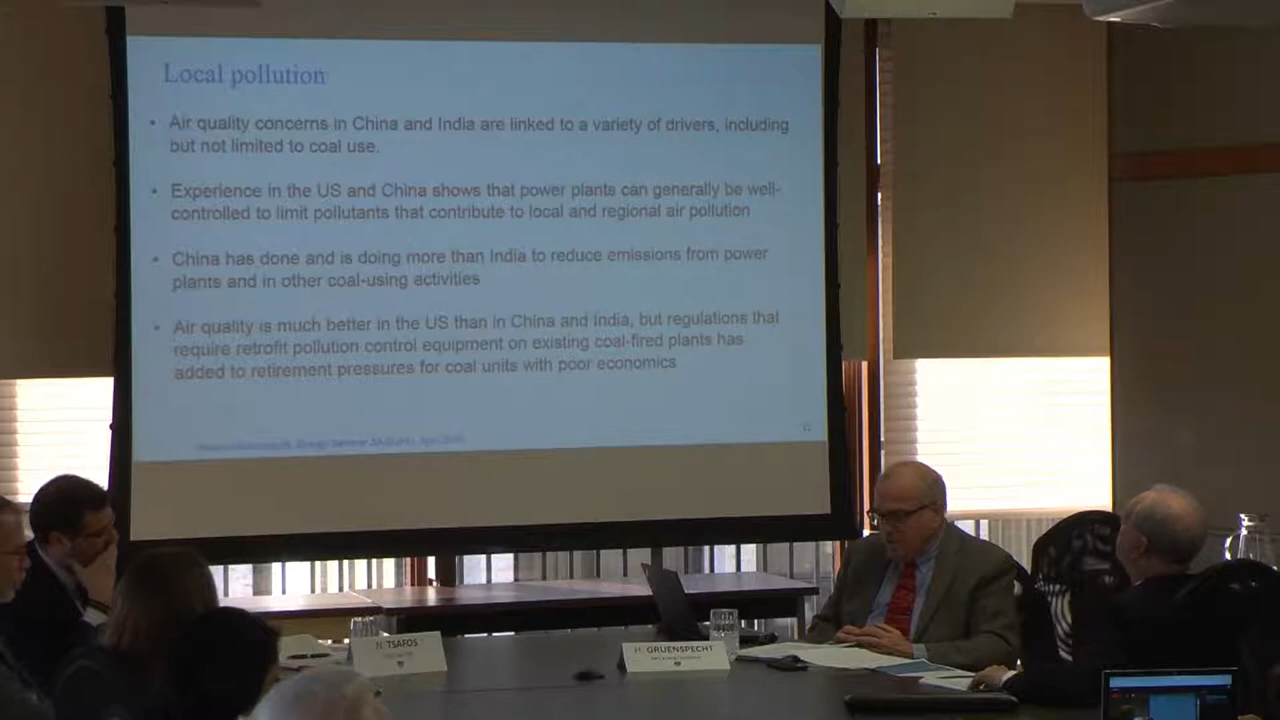 Local pollution
• Air quality concerns in China and India are linked to a variety of drivers, including
but not limited to coal use.
• Experience in the US and China shows that power plants can generally be well-
controlled to limit pollutants that contribute to local and regional air pollution
• China has done and is doing more than India to reduce emissions from power
plants and in other coal-using activities
• Air quality is much better in the US than in China and India, but regulations that
require retrofit pollution control equipment on existing coal-fired plants has
added to retirement pressures for coal units with poor economics
N. TSAFOS
H. GRUENSPECHT